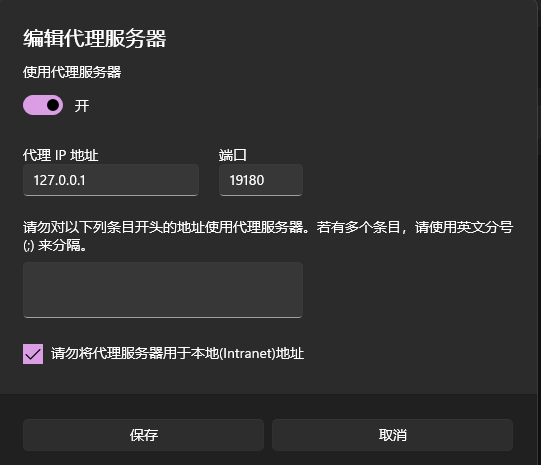 编辑代理服务器
使用代理服务器
开
代理 IP 地址
端口
127.0.0.1
19180
请勿对以下列条目开头的地址使用代理服务器。若有多个条目，请使用英文分号
(;) 来分隔。
请勿将代理服务器用于本地(Intranet)地址
保存
取消